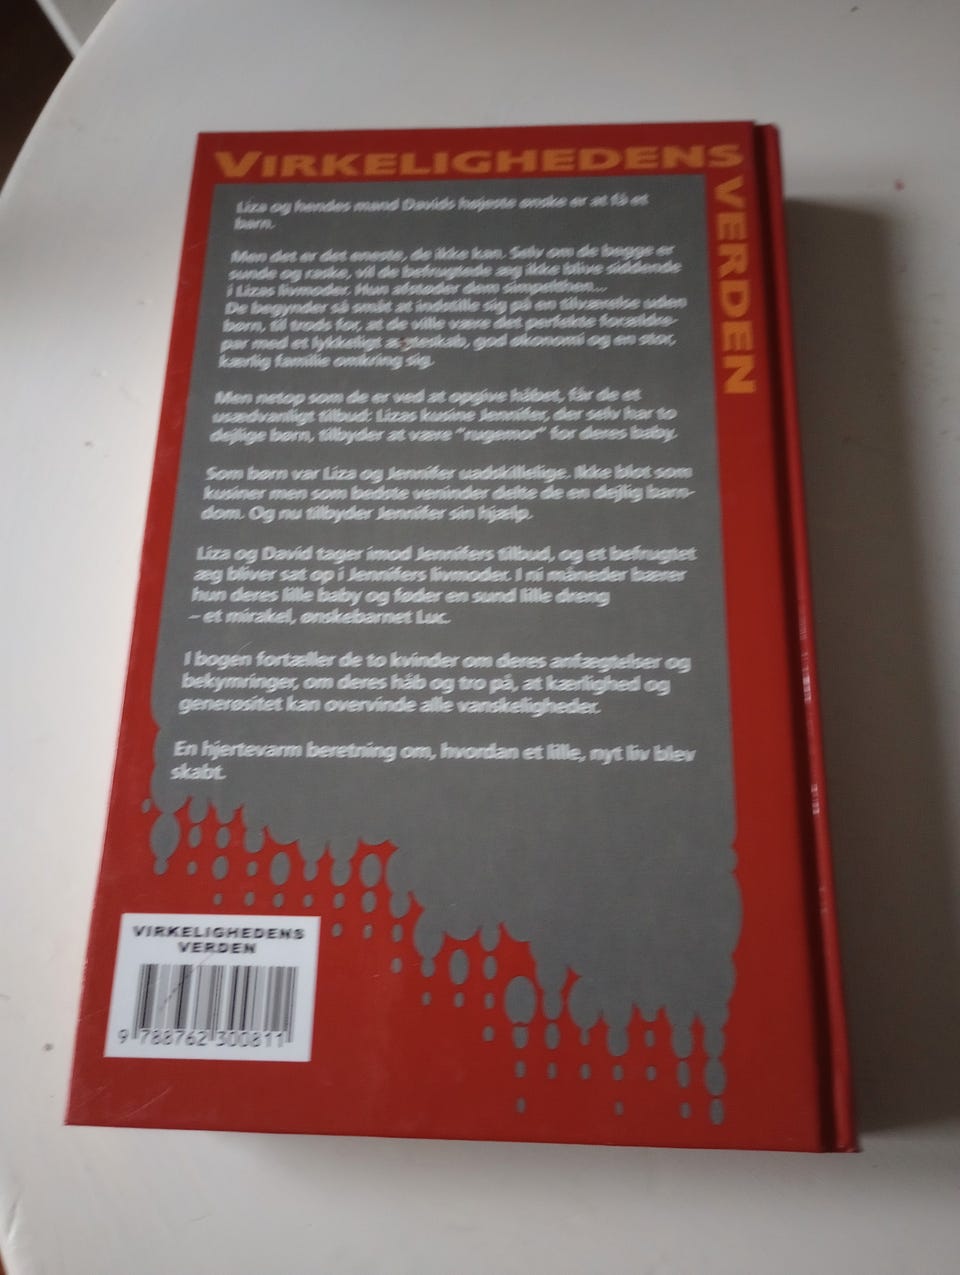 VIRKELIGHEDENS
VERDEN
Liza og hendes mand Davids højeste ønske er at få et
barn.
Men det er det eneste, de ikke kan. Selv om de begge er
sunde og raske, vil de befrugtede æg ikke blive siddende
i Lizas livmoder. Hun afstøder dem simpelthen...
De begynder så småt at indstille sig på en tilværelse uden
børn, til trods for, at de ville være det perfekte forældre-
par med et lykkeligt ægteskab, god økonomi og en stor,
kærlig familie omkring sig.
Men netop som de er ved at opgive håbet, får de et
usædvanligt tilbud: Lizas kusine Jennifer, der selv har to
dejlige børn, tilbyder at være "rugemor" for deres baby.
Som børn var Liza og Jennifer uadskillelige. Ikke blot som
kusiner men som bedste veninder delte de en dejlig barn-
dom. Og nu tilbyder Jennifer sin hjælp.
Liza og David tager imod Jennifers tilbud, og et befrugtet
æg bliver sat op i Jennifers livmoder. I ni måneder bærer
hun deres lille baby og føder en sund lille dreng
– et mirakel, ønskebarnet Luc.
I bogen fortæller de to kvinder om deres anfægtelser og
bekymringer, om deres håb og tro på, at kærlighed og
generøsitet kan overvinde alle vanskeligheder.
En hjertevarm beretning om, hvordan et lille, nyt liv blev
skabt.
VIRKELIGHEDENS
VERDEN
9 788762 300811